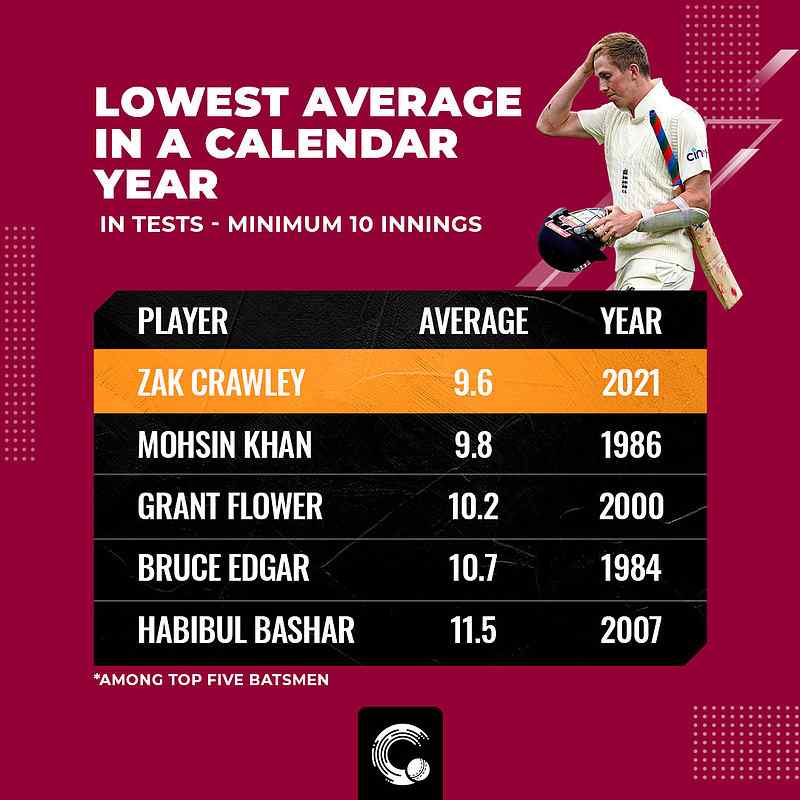 LOWEST AVERAGE
IN A CALENDAR
YEAR
IN TESTS - MINIMUM 10 INNINGS
PLAYER AVERAGE YEAR
ZAK CRAWLEY 9.6 2021
MOHSIN KHAN 9.8 1986
GRANT FLOWER 10.2 2000
BRUCE EDGAR 10.7 1984
HABIBUL BASHAR 11.5 2007
*AMONG TOP FIVE BATSMEN